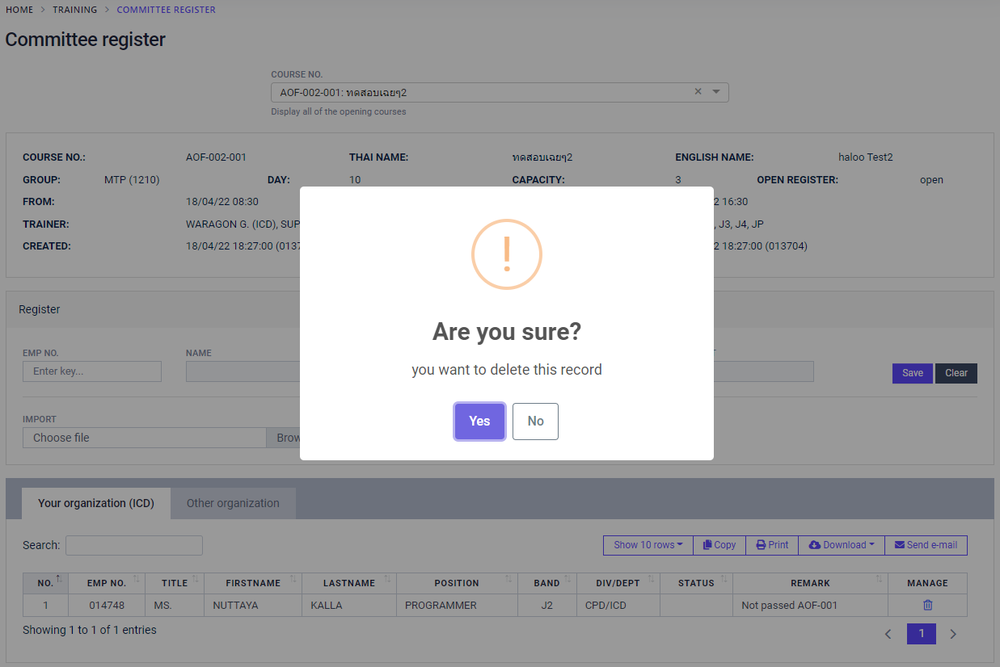 HOME > TRAINING > COMMITTEE REGISTER
Committee register
COURSE NO.
AOF-002-001: ทดสอบเฉยๆ2
Display all of the opening courses
COURSE NO.: AOF-002-001 THAI NAME: ทดสอบเฉยๆ2 ENGLISH NAME: haloo Test2
GROUP: MTP (1210) DAY: 10 CAPACITY: 3 OPEN REGISTER: open
FROM: 18/04/22 08:30 2 16:30
TRAINER: WARAGON G. (ICD), SUP , J3, J4, JP
CREATED: 18/04/22 18:27:00 (0137 2 18:27:00 (013704)
!
Are you sure?
you want to delete this record
Yes No
Register
EMP NO. NAME
Enter key... Save Clear
IMPORT
Choose file Brow
Your organization (ICD) Other organization
Search: Show 10 rows Copy Print Download Send e-mail
NO. EMP NO. TITLE FIRSTNAME LASTNAME POSITION BAND DIV/DEPT STATUS REMARK MANAGE
1 014748 MS. NUTTAYA KALLA PROGRAMMER J2 CPD/ICD Not passed AOF-001
Showing 1 to 1 of 1 entries
1